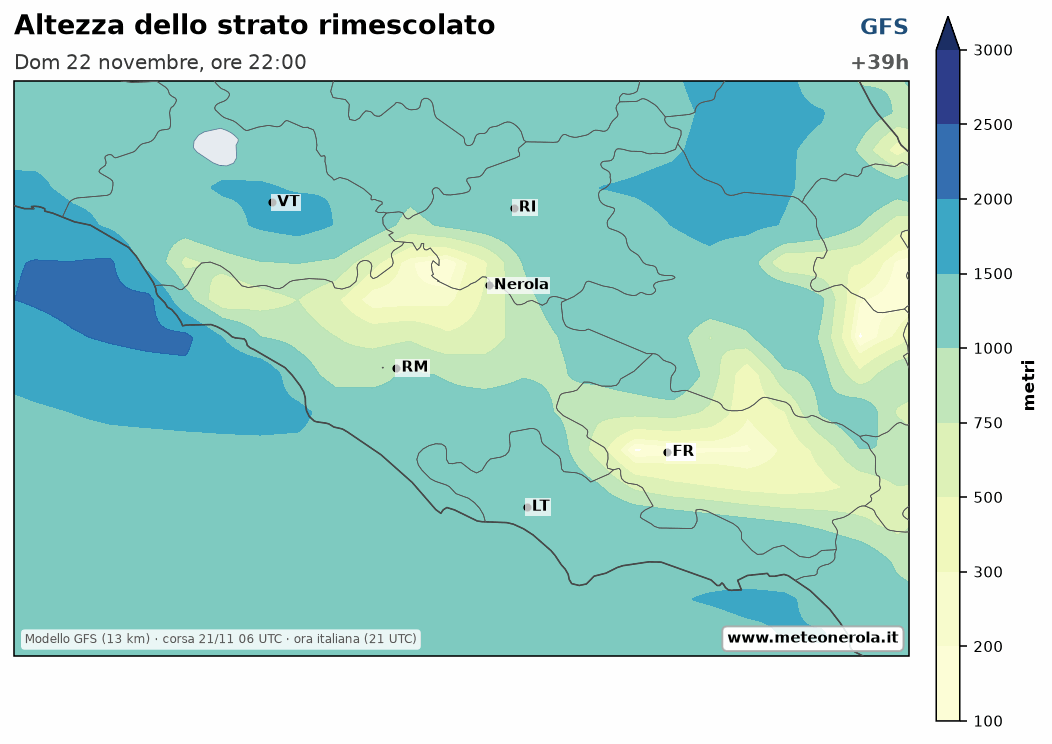 Altezza dello strato rimescolato
GFS
Dom 22 novembre, ore 22:00
+39h
3000
2500
2000
1500
1000
750
500
300
200
100
metri
VT
RI
Nerola
RM
FR
LT
Modello GFS (13 km) · corsa 21/11 06 UTC · ora italiana (21 UTC)
www.meteonerola.it